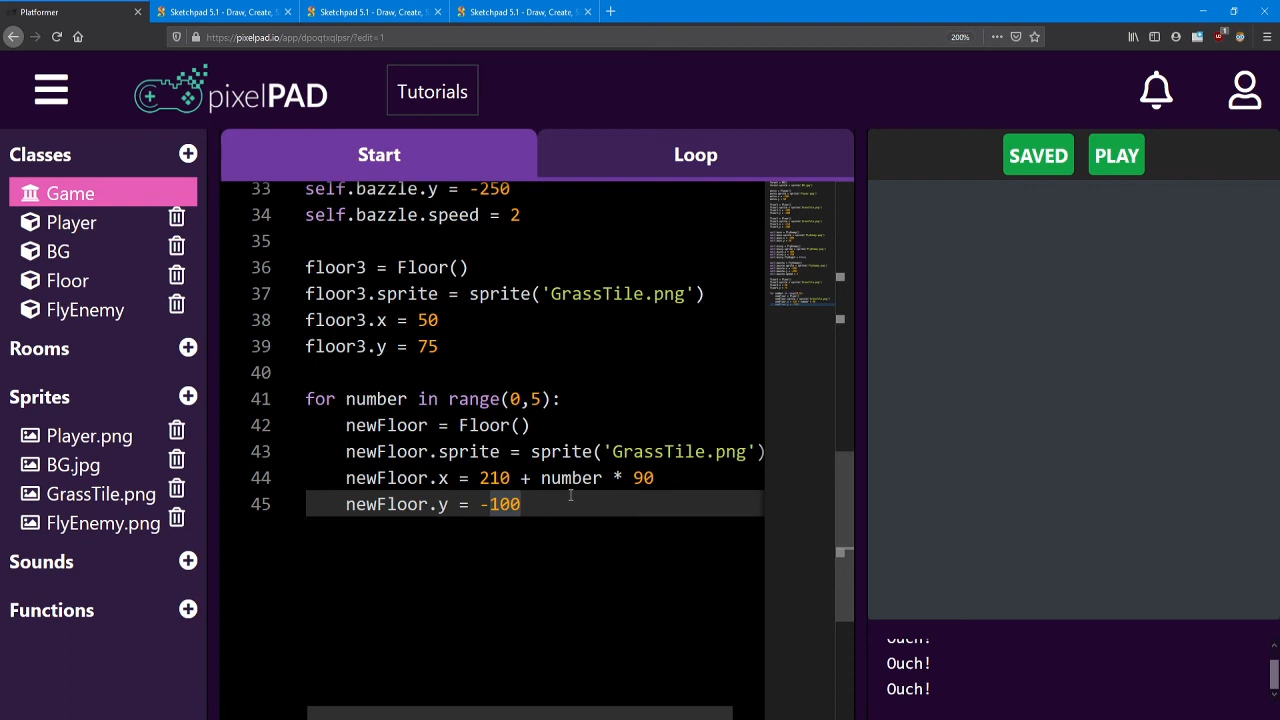 Platformer
Sketchpad 5.1 - Draw, Create, S
Sketchpad 5.1 - Draw, Create, S
Sketchpad 5.1 - Draw, Create, S
https://pixelpad.io/app/dpoqtxqlpsr/?edit=1
200%
pixelPAD
Tutorials
Classes
Game
Player
BG
Floor
FlyEnemy
Rooms
Sprites
Player.png
BG.jpg
GrassTile.png
FlyEnemy.png
Sounds
Functions
Start
Loop
33 self.bazzle.y = -250
34 self.bazzle.speed = 2
35
36 floor3 = Floor()
37 floor3.sprite = sprite('GrassTile.png')
38 floor3.x = 50
39 floor3.y = 75
40
41 for number in range(0,5):
42 newFloor = Floor()
43 newFloor.sprite = sprite('GrassTile.png')
44 newFloor.x = 210 + number * 90
45 newFloor.y = -100
SAVED
PLAY
Ouch!
Ouch!
Ouch!